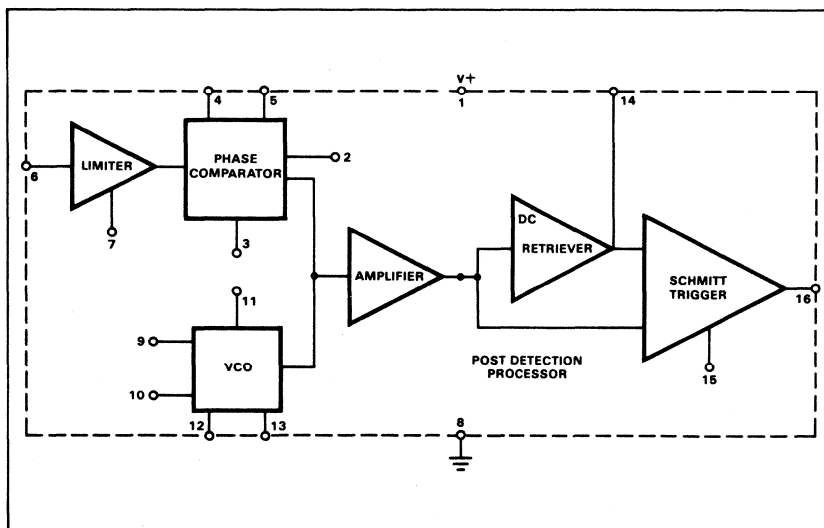 V+
4
5
1
14
LIMITER
PHASE
COMPARATOR
2
6
7
3
DC
RETRIEVER
AMPLIFIER
SCHMITT
TRIGGER
11
16
9
VCO
POST DETECTION
PROCESSOR
15
10
12
13
8